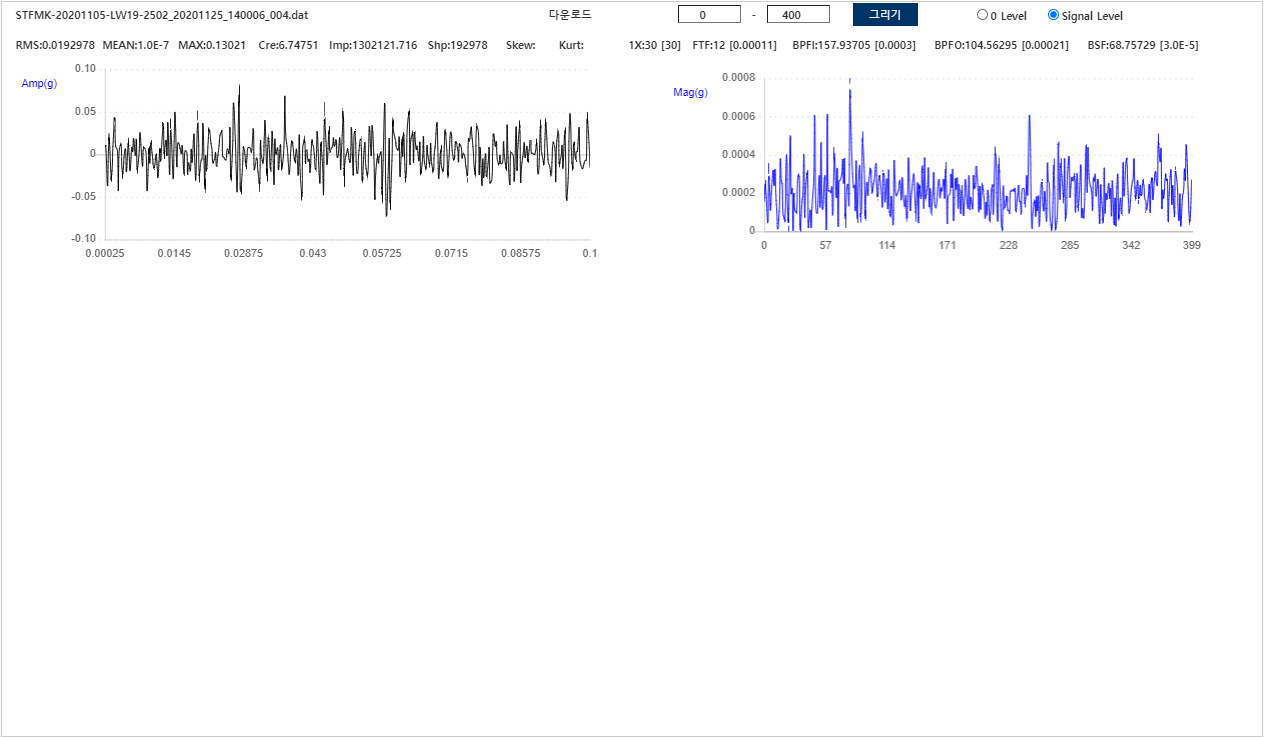 STFMK-20201105-LW19-2502_20201125_140006_004.dat 다운로드 0 - 400 그리기 0 Level Signal Level
RMS:0.0192978 MEAN:1.0E-7 MAX:0.13021 Cre:6.74751 Imp:1302121.716 Shp:192978 Skew: Kurt: 1X:30 [30] FTF:12 [0.00011] BPFI:157.93705 [0.0003] BPFO:104.56295 [0.00021] BSF:68.75729 [3.0E-5]
Amp(g)
0.10
0.05
0
-0.05
-0.10
0.00025 0.0145 0.02875 0.043 0.05725 0.0715 0.08575 0.1
Mag(g)
0.0008
0.0006
0.0004
0.0002
0
0 57 114 171 228 285 342 399